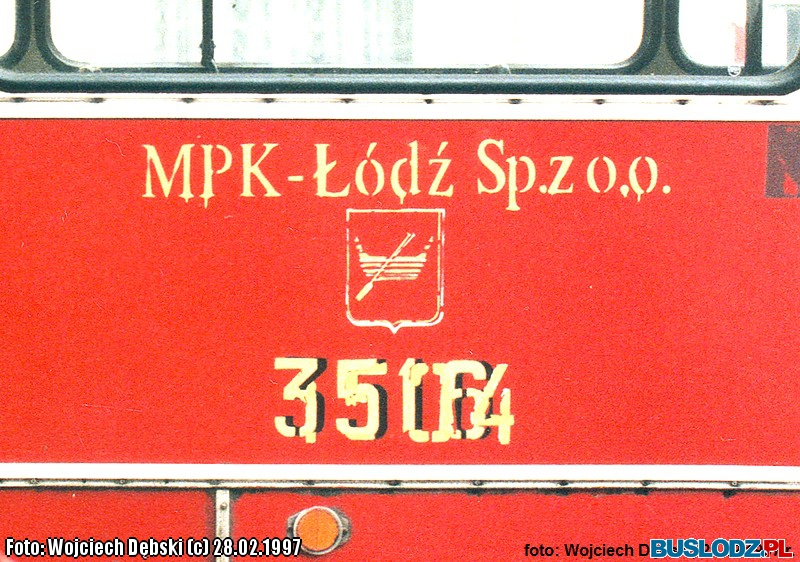 MPK-Łódź Sp.z o.o.
Foto: Wojciech Dębski (c) 28.02.1997
foto: Wojciech
BUSLODZ.PL